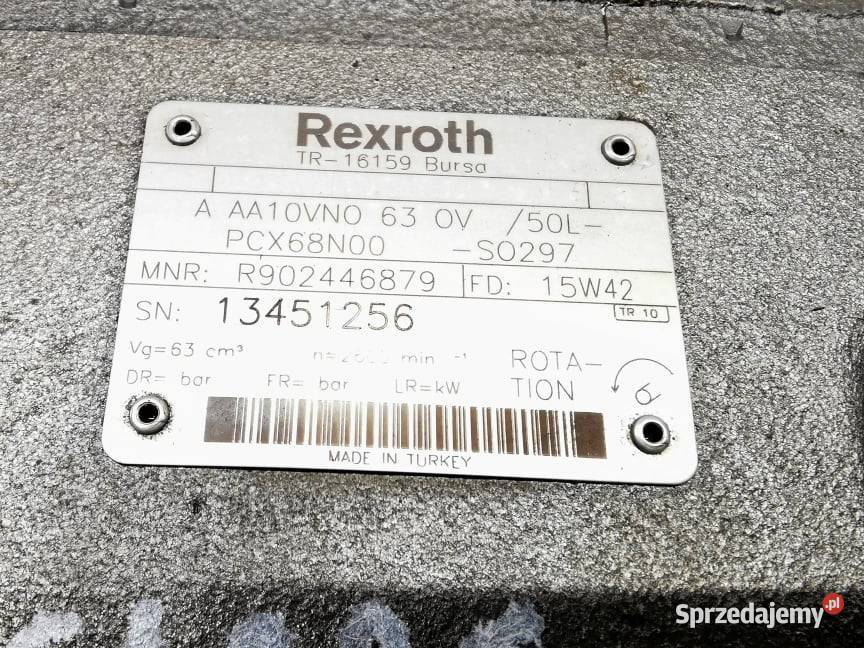 Rexroth
TR-16159 Bursa
A AA10VNO 63 OV /50L-
PCX68N00 -SO297
MNR: R902446879 FD: 15W42
SN: 13451256 TR 10
Vg=63 cm³ min -1 ROTA-
DR= bar FR= bar LR=kW TION
MADE IN TURKEY
Sprzedajemy.pl